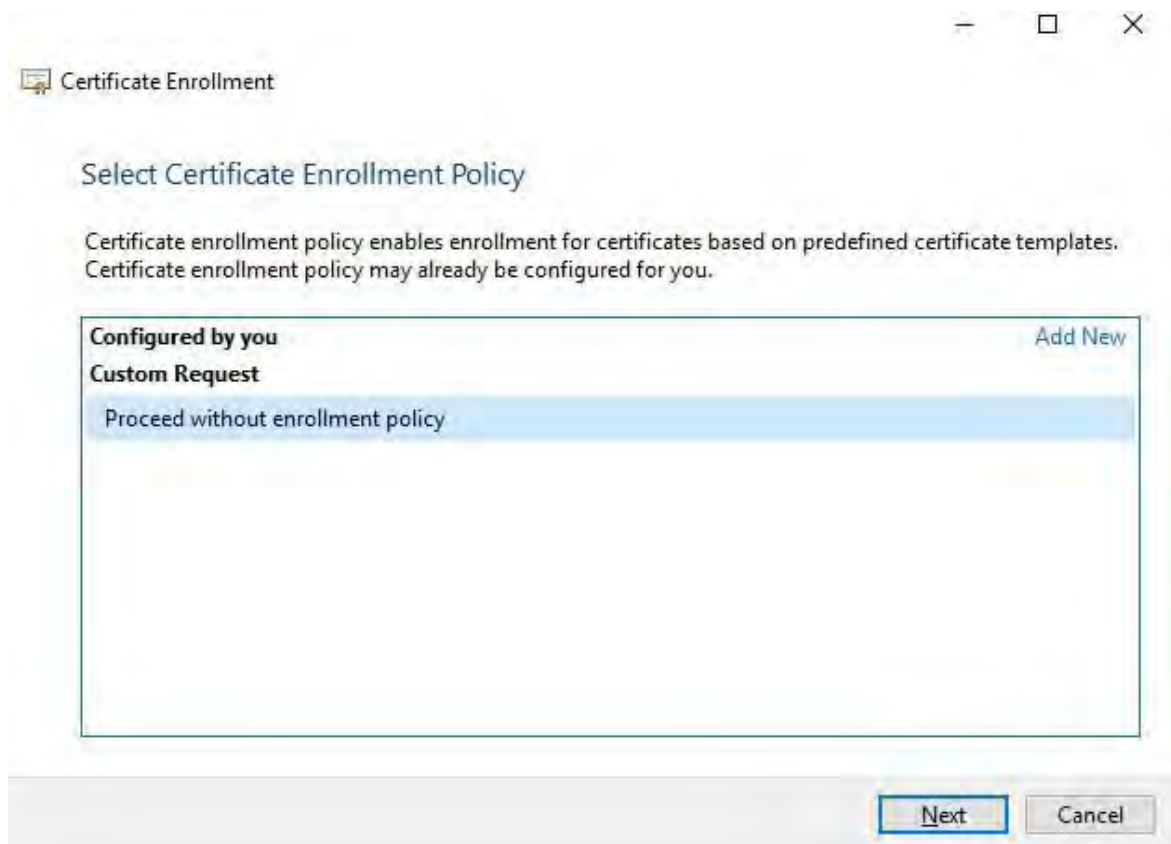 Certificate Enrollment
Select Certificate Enrollment Policy
Certificate enrollment policy enables enrollment for certificates based on predefined certificate templates.
Certificate enrollment policy may already be configured for you.
Configured by you Add New
Custom Request
Proceed without enrollment policy
Next Cancel